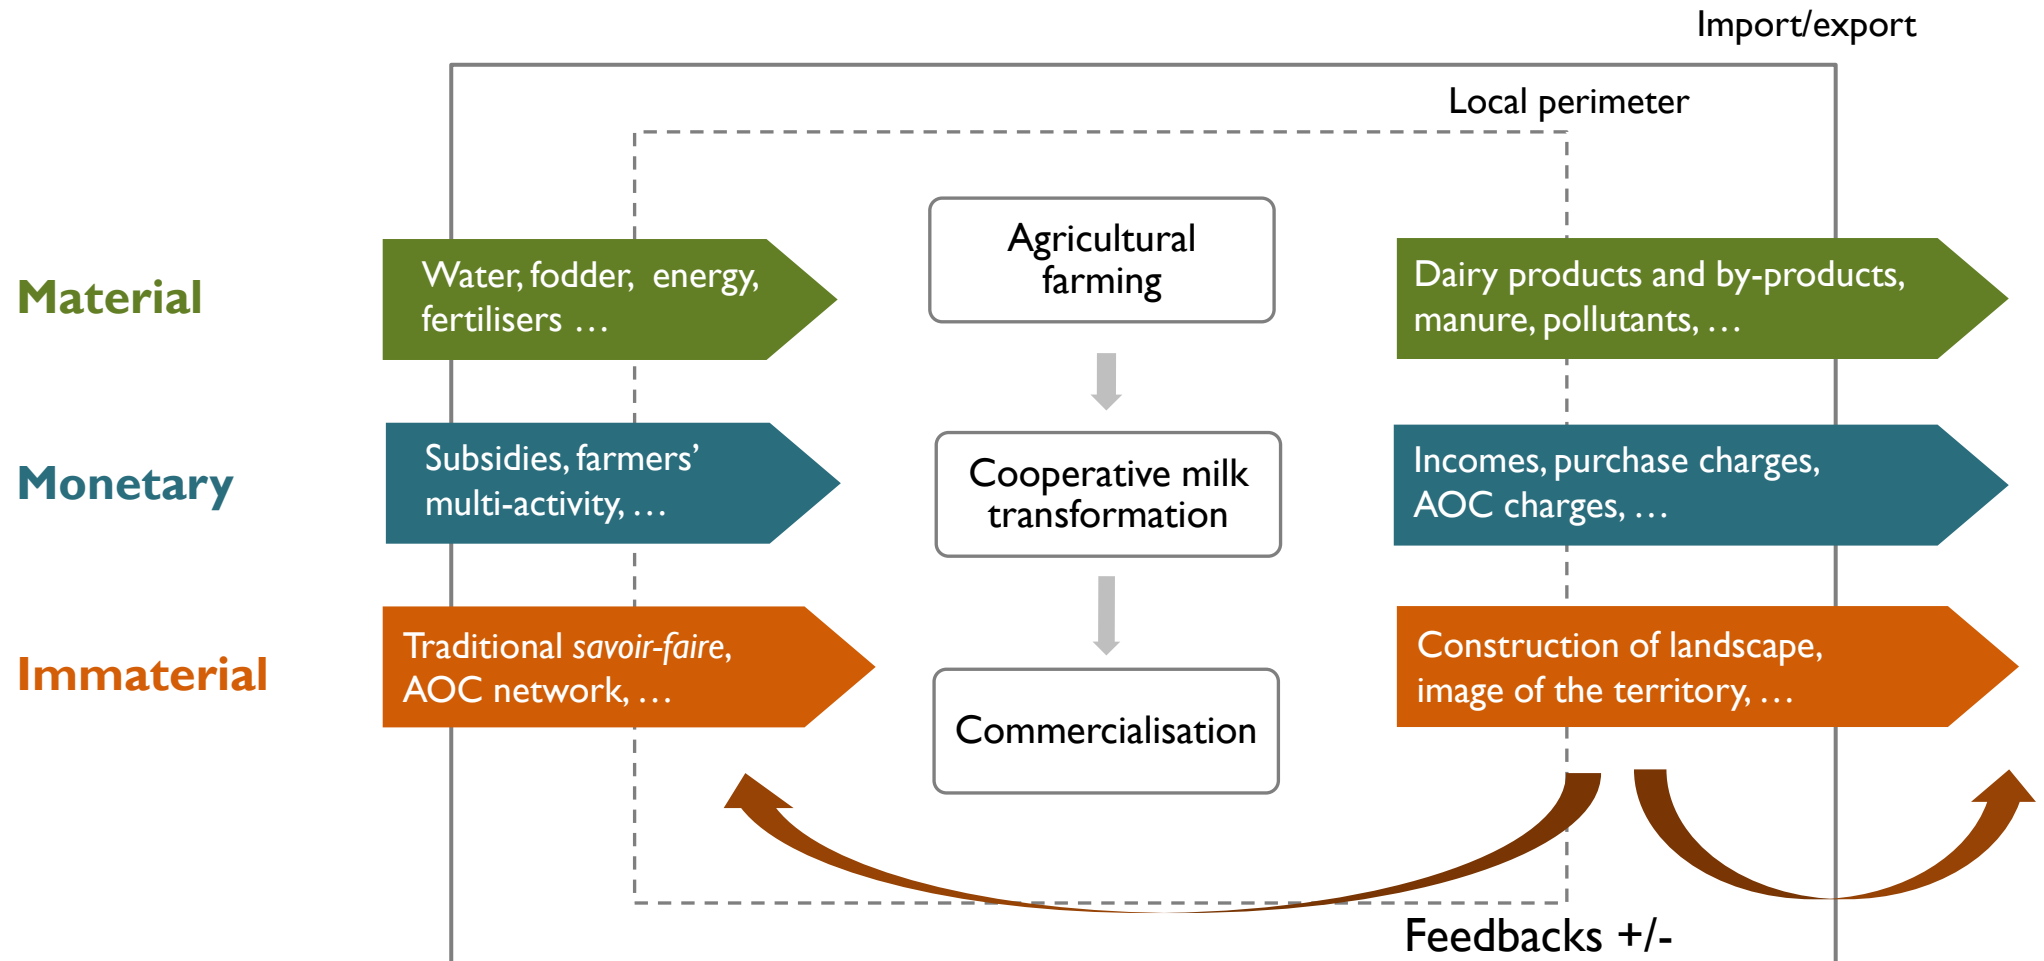 Import/export
Local perimeter
Material
Water, fodder, energy,
fertilisers …
Agricultural
farming
Dairy products and by-products,
manure, pollutants, …
Monetary
Subsidies, farmers’
multi-activity, …
Cooperative milk
transformation
Incomes, purchase charges,
AOC charges, …
Immaterial
Traditional savoir-faire,
AOC network, …
Commercialisation
Construction of landscape,
image of the territory, …
Feedbacks +/-